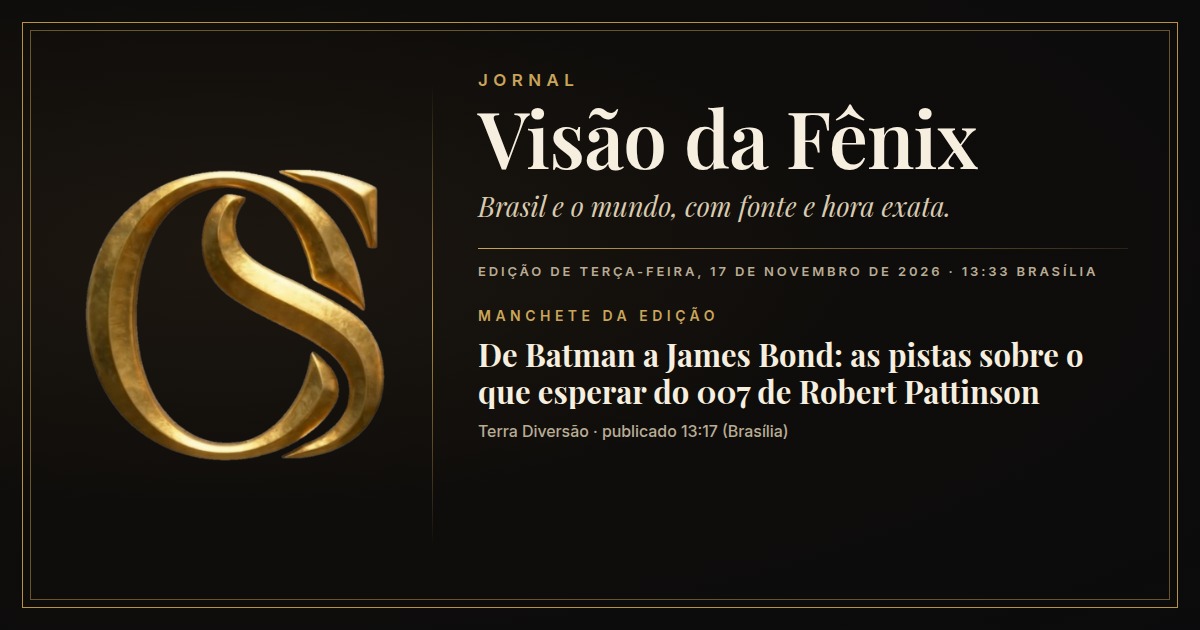 JORNAL
Visão da Fênix
Brasil e o mundo, com fonte e hora exata.
EDIÇÃO DE TERÇA-FEIRA, 17 DE NOVEMBRO DE 2026 · 13:33 BRASÍLIA
MANCHETE DA EDIÇÃO
De Batman a James Bond: as pistas sobre o
que esperar do 007 de Robert Pattinson
Terra Diversão · publicado 13:17 (Brasília)